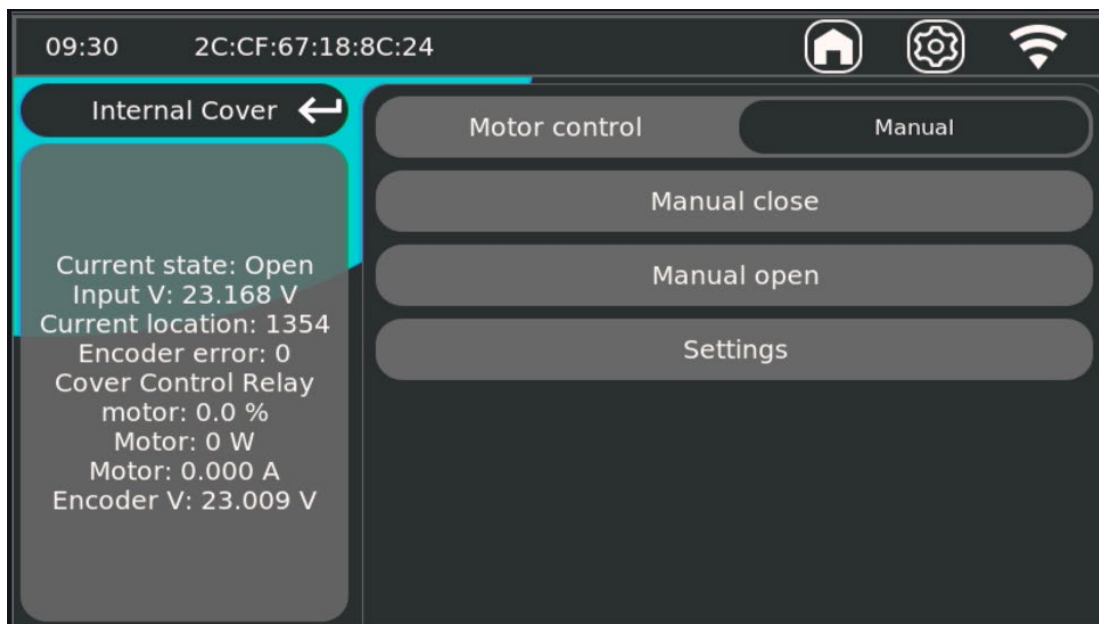 09:30 2C:CF:67:18:8C:24
Internal Cover
Current state: Open
Input V: 23.168 V
Current location: 1354
Encoder error: 0
Cover Control Relay
motor: 0.0 %
Motor: 0 W
Motor: 0.000 A
Encoder V: 23.009 V
Motor control Manual
Manual close
Manual open
Settings